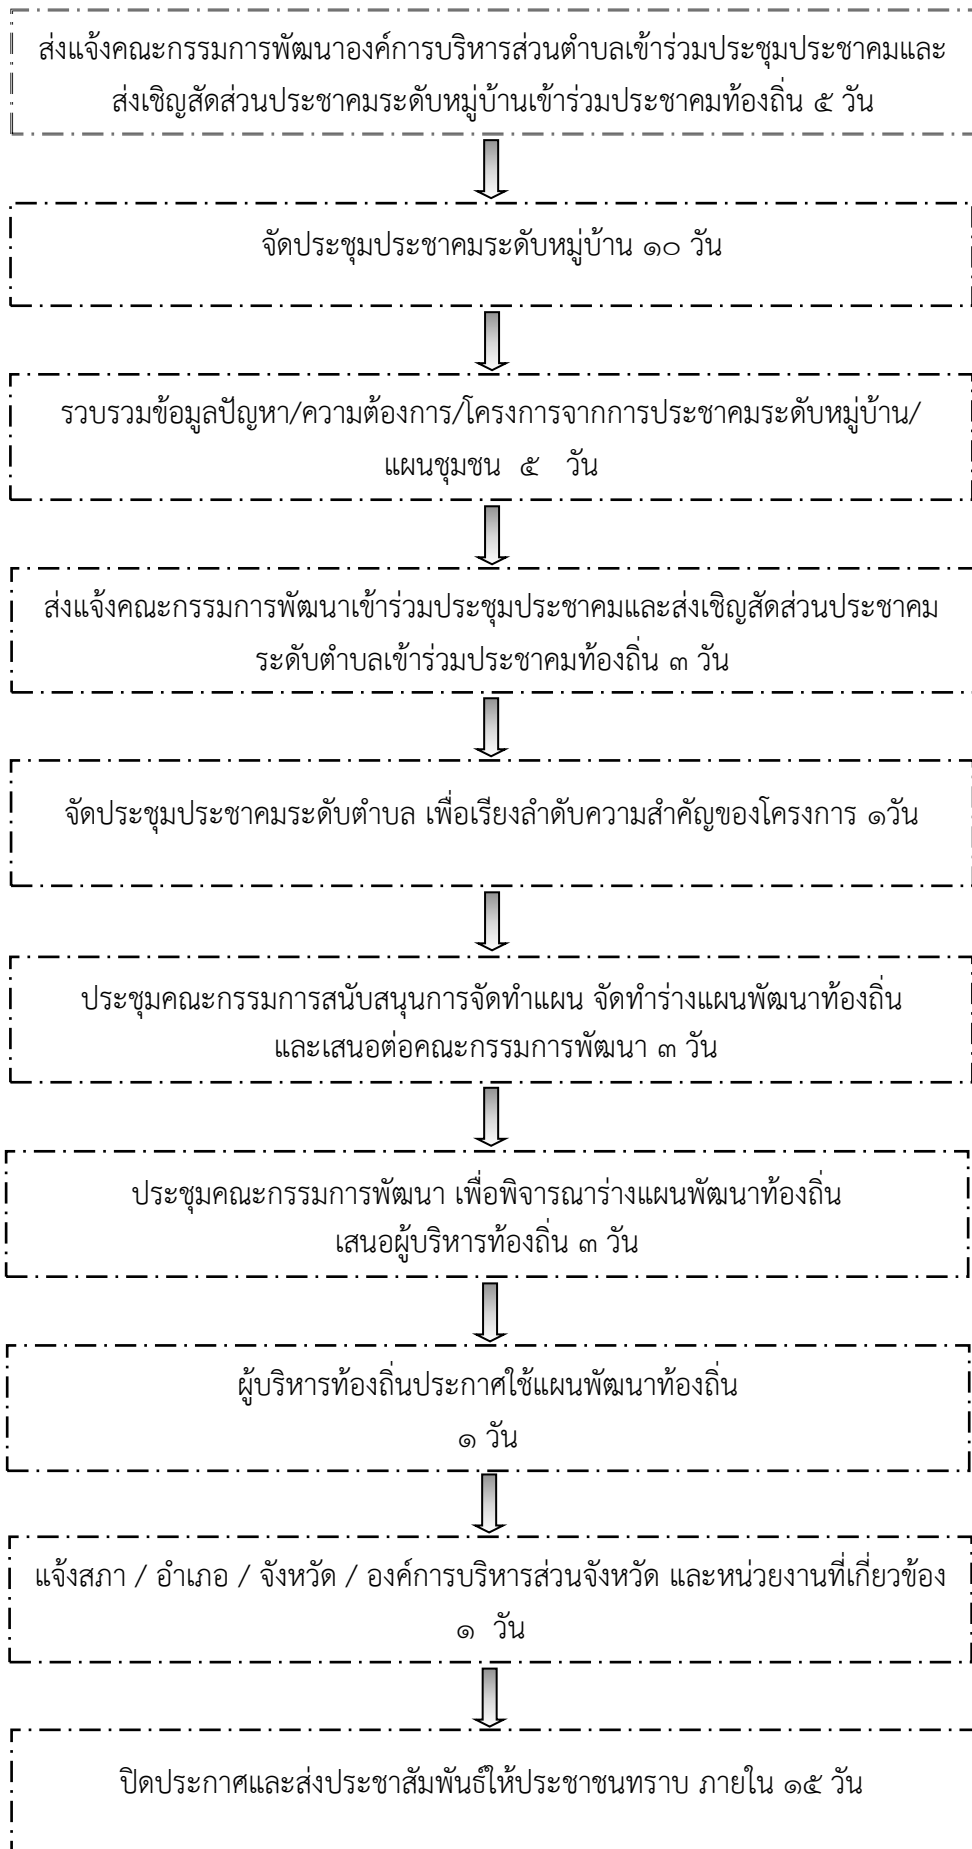 ส่งแจ้งคณะกรรมการพัฒนาองค์การบริหารส่วนตำบลเข้าร่วมประชุมประชาคมและ
ส่งเชิญสัดส่วนประชาคมระดับหมู่บ้านเข้าร่วมประชาคมท้องถิ่น ๕ วัน
จัดประชุมประชาคมระดับหมู่บ้าน ๑๐ วัน
รวบรวมข้อมูลปัญหา/ความต้องการ/โครงการจากการประชาคมระดับหมู่บ้าน/
แผนชุมชน ๕ วัน
ส่งแจ้งคณะกรรมการพัฒนาเข้าร่วมประชุมประชาคมและส่งเชิญสัดส่วนประชาคม
ระดับตำบลเข้าร่วมประชาคมท้องถิ่น ๓ วัน
จัดประชุมประชาคมระดับตำบล เพื่อเรียงลำดับความสำคัญของโครงการ ๑วัน
ประชุมคณะกรรมการสนับสนุนการจัดทำแผน จัดทำร่างแผนพัฒนาท้องถิ่น
และเสนอต่อคณะกรรมการพัฒนา ๓ วัน
ประชุมคณะกรรมการพัฒนา เพื่อพิจารณาร่างแผนพัฒนาท้องถิ่น
เสนอผู้บริหารท้องถิ่น ๓ วัน
ผู้บริหารท้องถิ่นประกาศใช้แผนพัฒนาท้องถิ่น
๑ วัน
แจ้งสภา / อำเภอ / จังหวัด / องค์การบริหารส่วนจังหวัด และหน่วยงานที่เกี่ยวข้อง
๑ วัน
ปิดประกาศและส่งประชาสัมพันธ์ให้ประชาชนทราบ ภายใน ๑๕ วัน